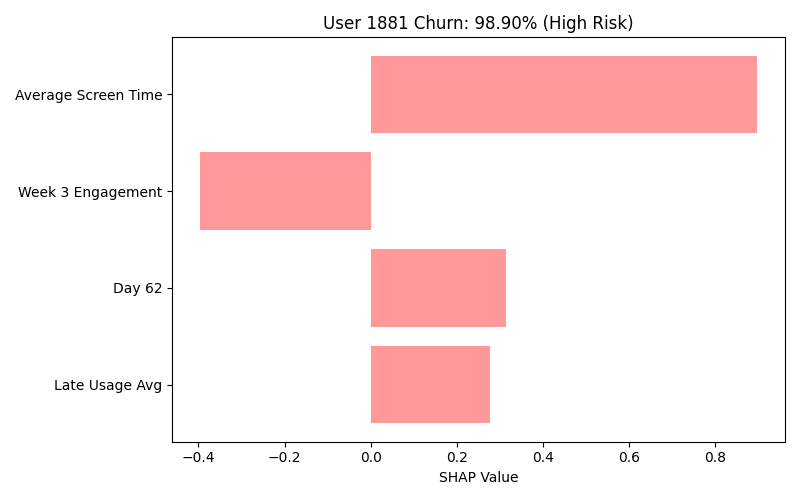 User 1881 Churn: 98.90% (High Risk)
Average Screen Time
Week 3 Engagement
Day 62
Late Usage Avg
−0.4 −0.2 0.0 0.2 0.4 0.6 0.8
SHAP Value